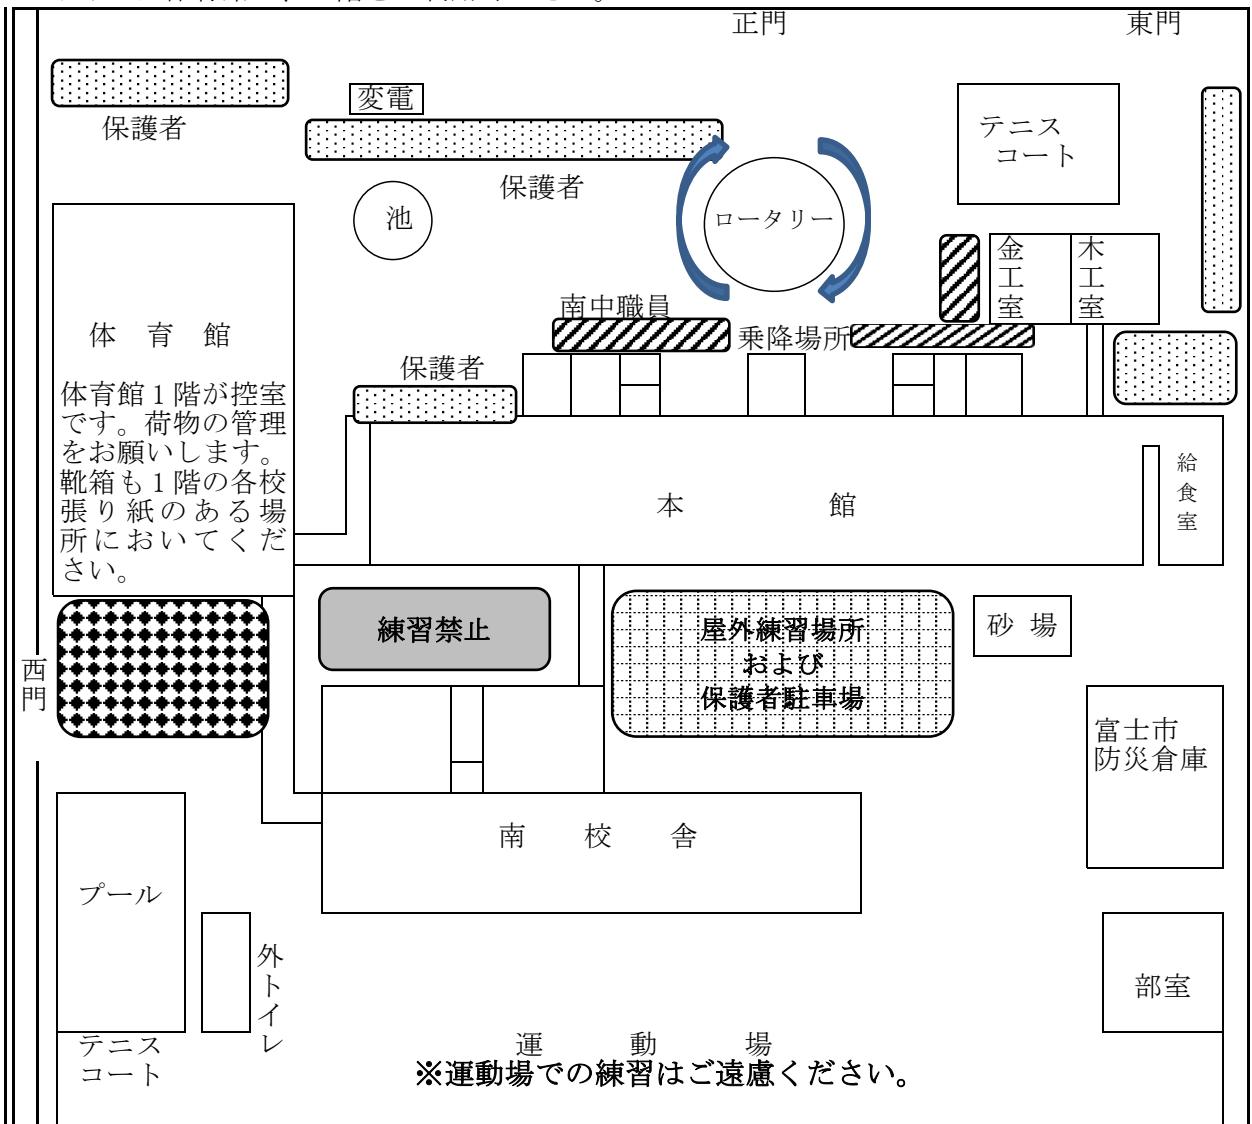 正門
東門
変電
保護者
テニス
コート
保護者
池
ロータリー
金工室
木工室
南中職員
乗降場所
体育館
保護者
体育館1階が控室
です。荷物の管理
をお願いします。
靴箱も1階の各校
張り紙のある場
所においてくだ
さい。
本館
給食室
練習禁止
屋外練習場所
および
保護者駐車場
砂場
西門
富士市
防災倉庫
南校舎
プール
外トイレ
部室
テニス
コート
運動場
※運動場での練習はご遠慮ください。